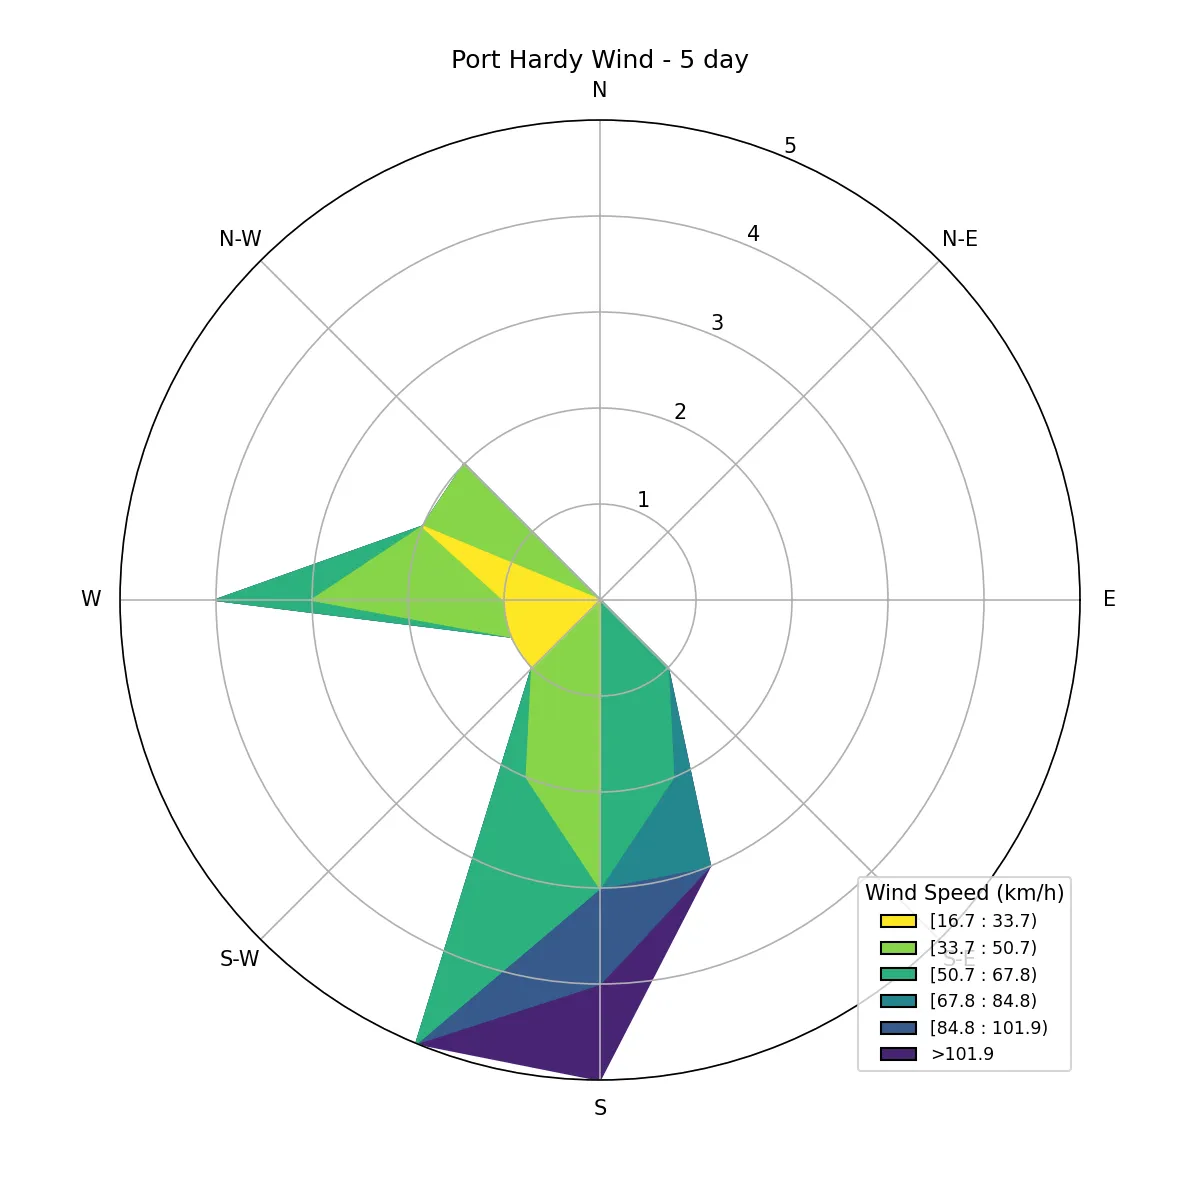 Port Hardy Wind - 5 day
N
5
N-W
4
N-E
3
2
1
W
E
Wind Speed (km/h)
[16.7 : 33.7)
[33.7 : 50.7)
S-W
S-E
[50.7 : 67.8)
[67.8 : 84.8)
[84.8 : 101.9)
>101.9
S